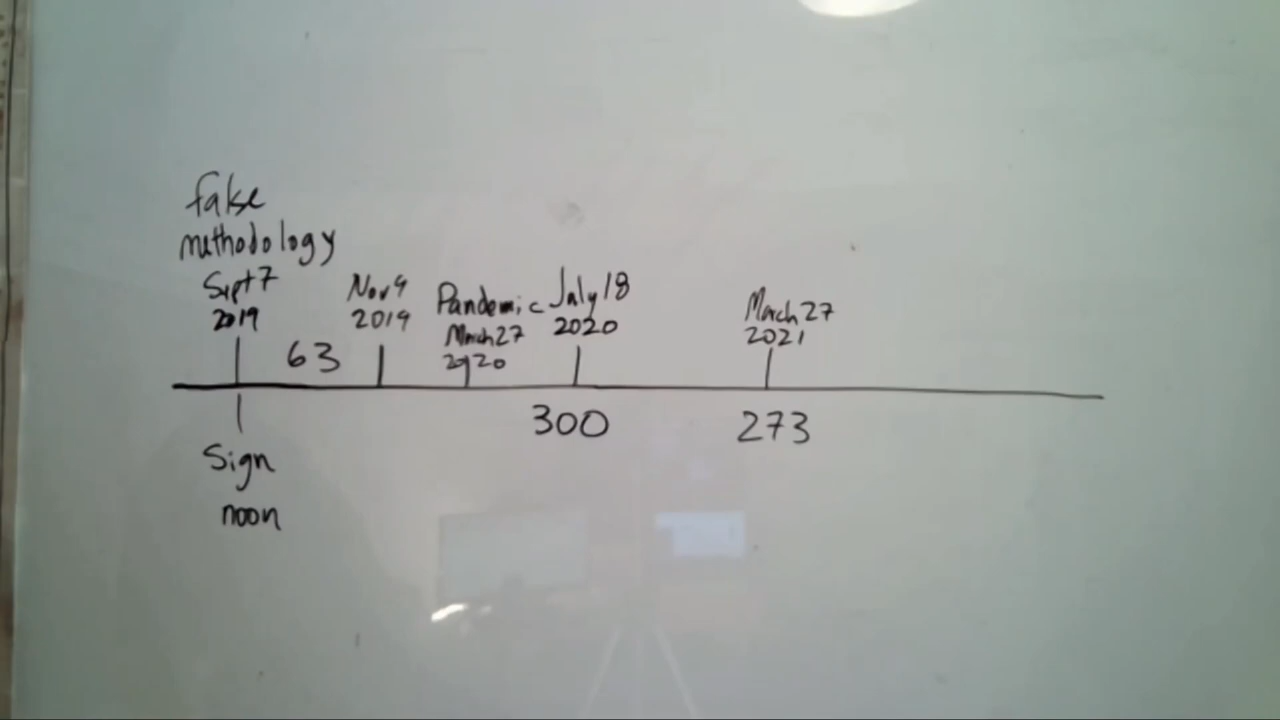 fake
methodology
Sept 7
2019
Nov 9
2019
63
Pandemic
March 27
2020
July 18
2020
March 27
2021
300
273
Sign
noon